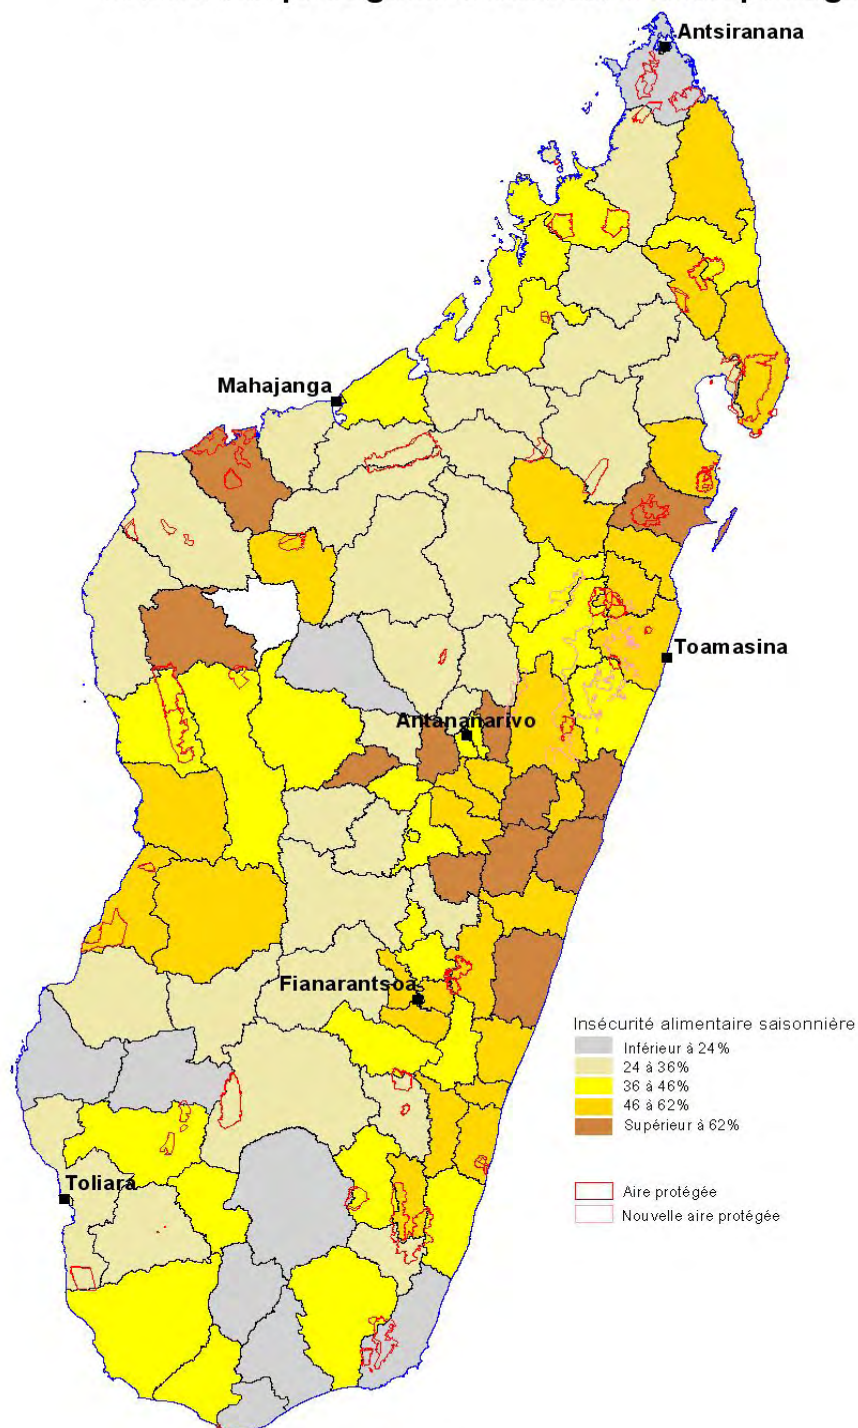 Antsiranana
Mahajanga
Toamasina
Antananarivo
Fianarantsoa
Insécurité alimentaire saisonnière
Inférieur à 24%
24 à 36%
36 à 46%
46 à 62%
Supérieur à 62%
Toliara
Aire protégée
Nouvelle aire protégée